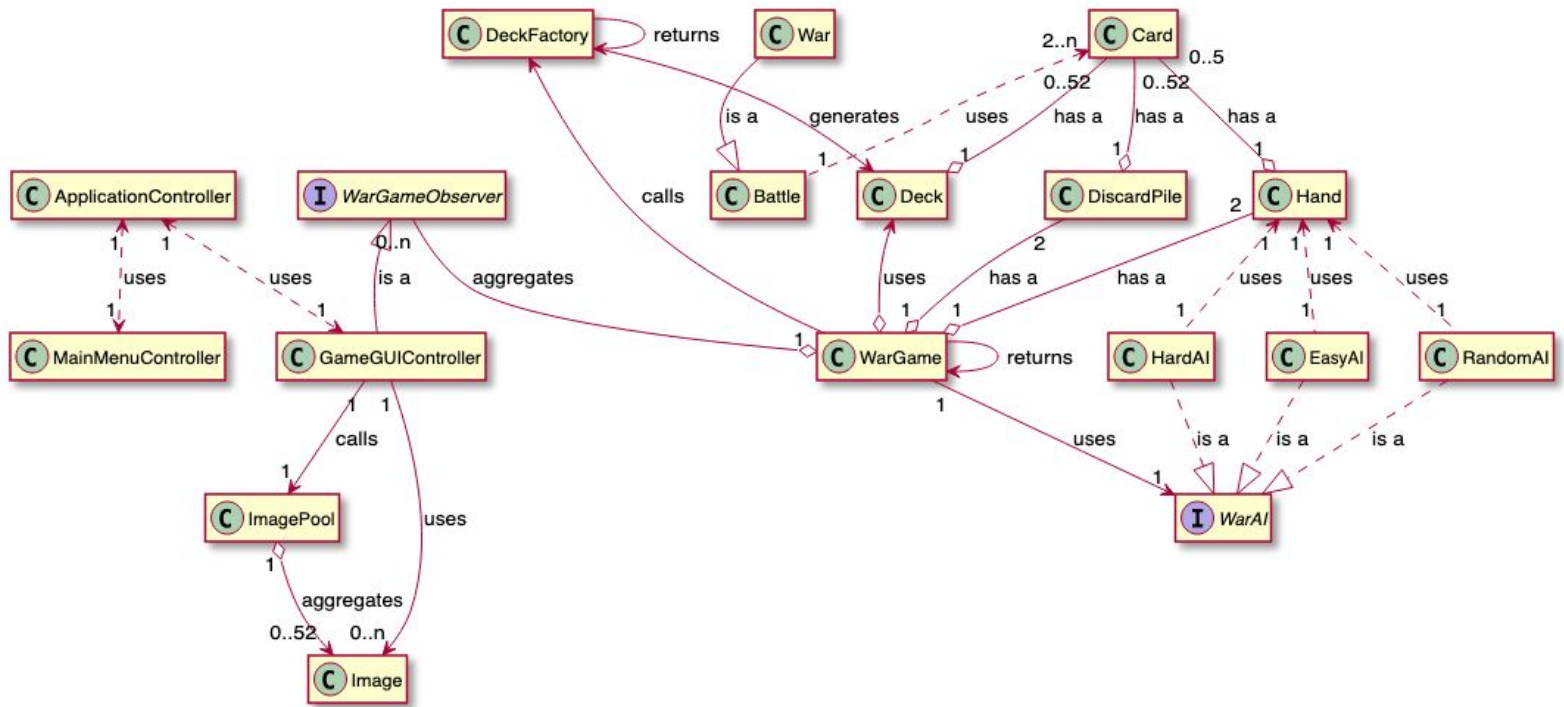 C DeckFactory
returns
C War
C Card
2..n
0..5
0..52
0..52
is a
generates
uses
has a
has a
has a
1
1
1
1
C ApplicationController
I WarGameObserver
C Battle
C Deck
C DiscardPile
C Hand
calls
1
1
0..n
2
2
1
1
1
uses
uses
is a
aggregates
uses
has a
has a
uses
uses
uses
1
1
1
1
1
1
1
1
C MainMenuController
C GameGUIController
C WarGame
returns
C HardAI
C EasyAI
C RandomAI
1
1
1
calls
uses
is a
is a
is a
1
1
C ImagePool
uses
I WarAI
1
aggregates
0..52
0..n
C Image